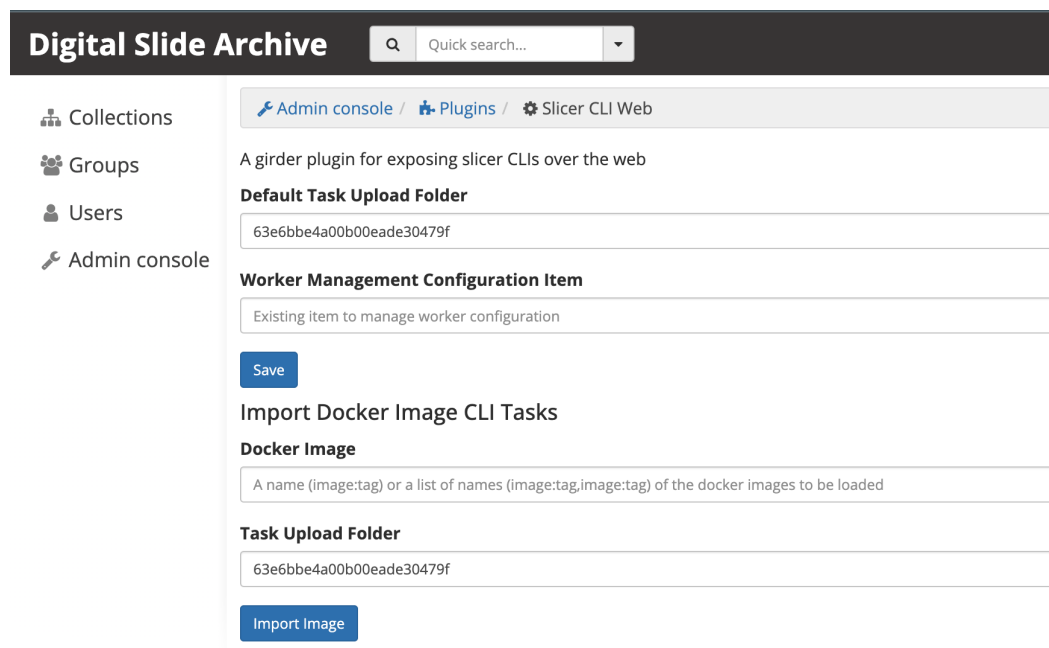 Digital Slide Archive
Quick search...
Collections
Groups
Users
Admin console
Admin console / Plugins / Slicer CLI Web
A girder plugin for exposing slicer CLIs over the web
Default Task Upload Folder
63e6bbe4a00b00eade30479f
Worker Management Configuration Item
Existing item to manage worker configuration
Save
Import Docker Image CLI Tasks
Docker Image
A name (image:tag) or a list of names (image:tag,image:tag) of the docker images to be loaded
Task Upload Folder
63e6bbe4a00b00eade30479f
Import Image